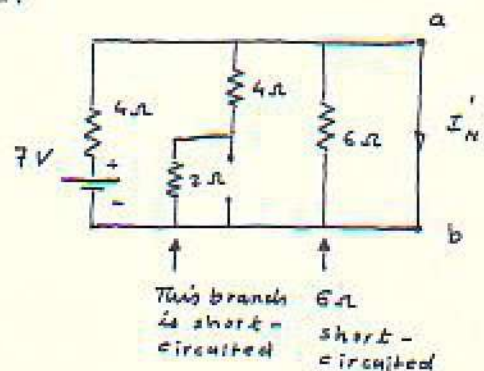 a
4Ω
4Ω
6Ω
I'N
7V
+
-
2Ω
b
This branch
is short-
circuited
6Ω
short-
circuited